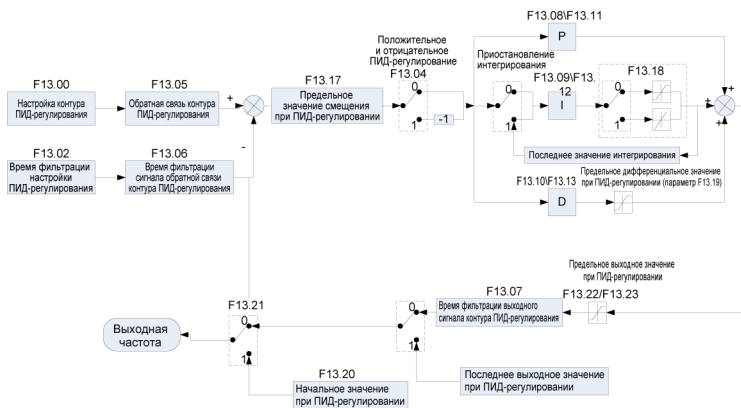 F13.08\F13.11
P
Положительное
и отрицательное
ПИД-регулирование
F13.04
0
1
-1
Приостановление
интегрирования
0
1
F13.09\F13.
12
I
F13.18
0
1
+
+
+
+
F13.00
Настройка контура
ПИД-регулирования
F13.05
Обратная связь контура
ПИД-регулирования
+
-
F13.17
Предельное
значение смещения
при ПИД-регулировании
F13.02
Время фильтрации
настройки
ПИД-регулирования
F13.06
Время фильтрации
сигнала обратной связи
контура ПИД-регулирования
Последнее значение интегрирования
F13.10\F13.13
D
Предельное дифференциальное значение
при ПИД-регулировании (параметр F13.19)
Предельное выходное значение
при ПИД-регулировании
F13.22/F13.23
F13.07
Время фильтрации выходного
сигнала контура ПИД-регулирования
0
1
F13.21
0
1
Выходная
частота
F13.20
Начальное значение
при ПИД-регулировании
Последнее выходное значение
при ПИД-регулировании